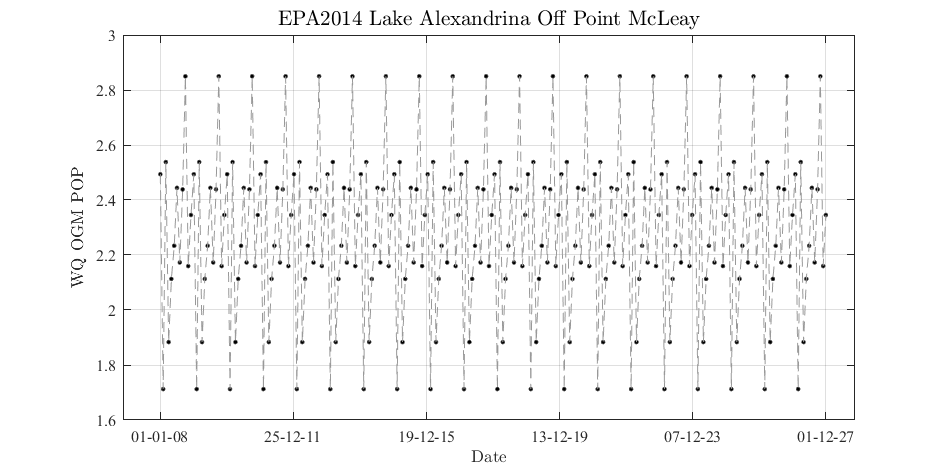 EPA2014 Lake Alexandrina Off Point McLeay
3
2.8
2.6
2.4
2.2
2
1.8
1.6
WQ OGM POP
01-01-08 25-12-11 19-12-15 13-12-19 07-12-23 01-12-27
Date